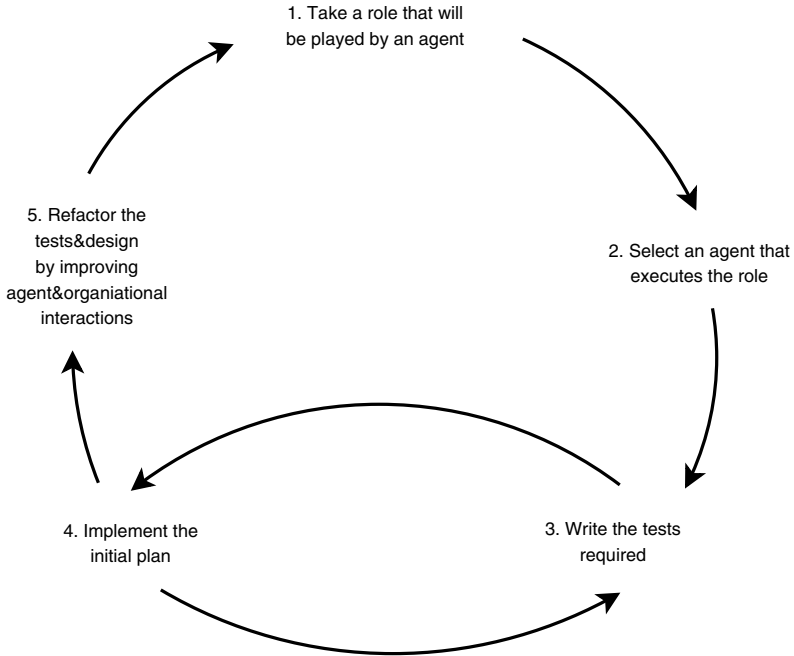 1. Take a role that will
be played by an agent
2. Select an agent that
executes the role
3. Write the tests
required
4. Implement the
initial plan
5. Refactor the
tests&design
by improving
agent&organiational
interactions